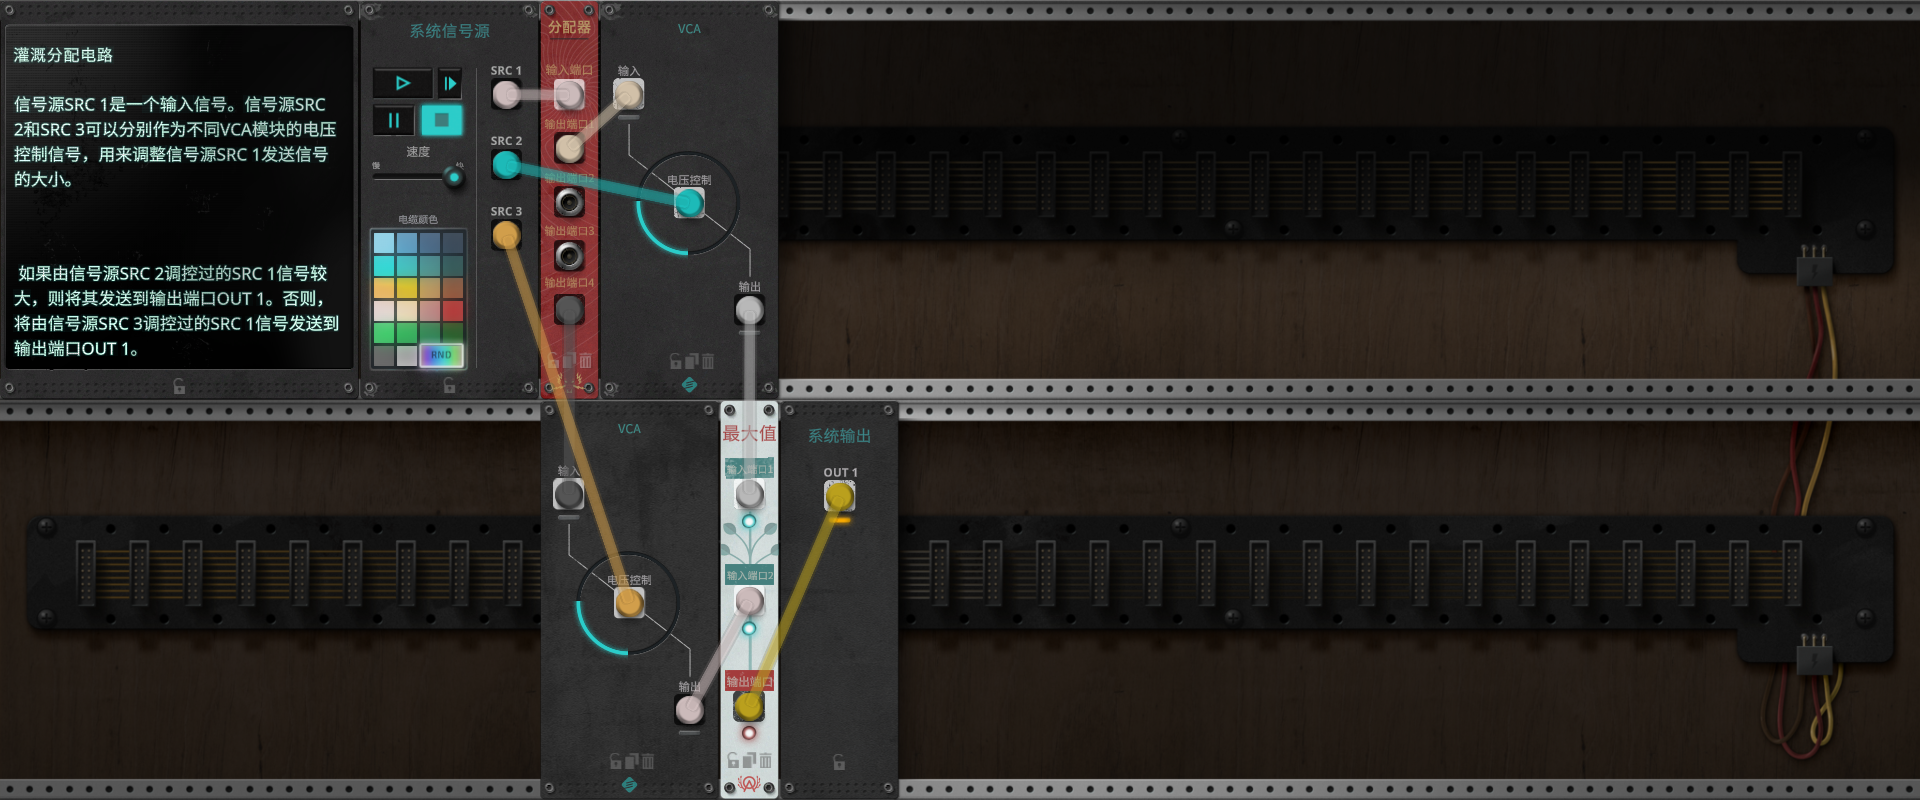 灌溉分配电路
信号源SRC 1是一个输入信号。信号源SRC
2和SRC 3可以分别作为不同VCA模块的电压
控制信号，用来调整信号源SRC 1发送信号
的大小。
如果由信号源SRC 2调控过的SRC 1信号较
大，则将其发送到输出端口OUT 1。否则，
将由信号源SRC 3调控过的SRC 1信号发送到
输出端口OUT 1。
系统信号源
速度
慢
快
电缆颜色
RND
SRC 1
SRC 2
SRC 3
分配器
输入端口
输出端口1
输出端口2
输出端口3
输出端口4
VCA
输入
电压控制
输出
VCA
输入
电压控制
输出
最大值
输入端口1
输入端口2
输出端口
系统输出
OUT 1